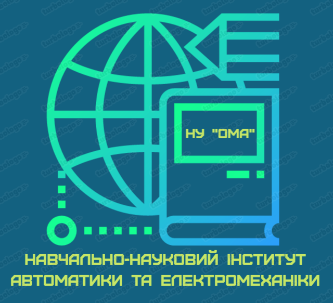 НУ "ОМА"
НАВЧАЛЬНО-НАУКОВИЙ ІНСТИТУТ
АВТОМАТИКИ ТА ЕЛЕКТРОМЕХАНІКИ